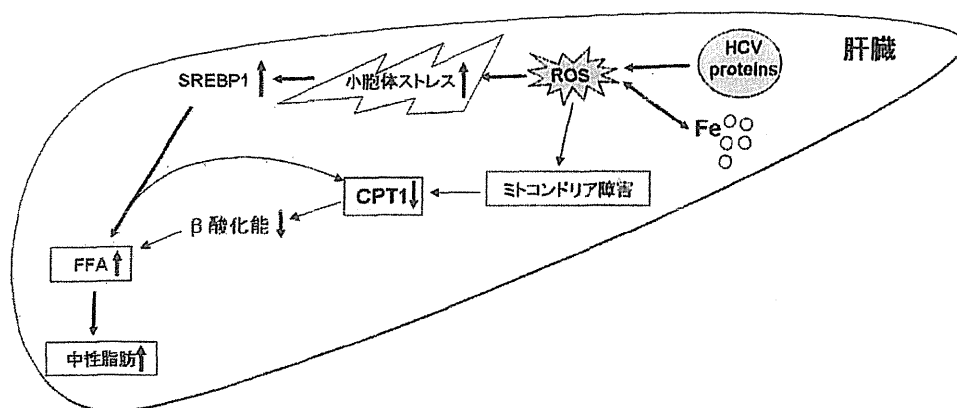 肝臓
HCV
proteins
ROS
小胞体ストレス↑
SREBP1↑
Fe
ミトコンドリア障害
CPT1↓
β酸化能↓
FFA↑
中性脂肪↑